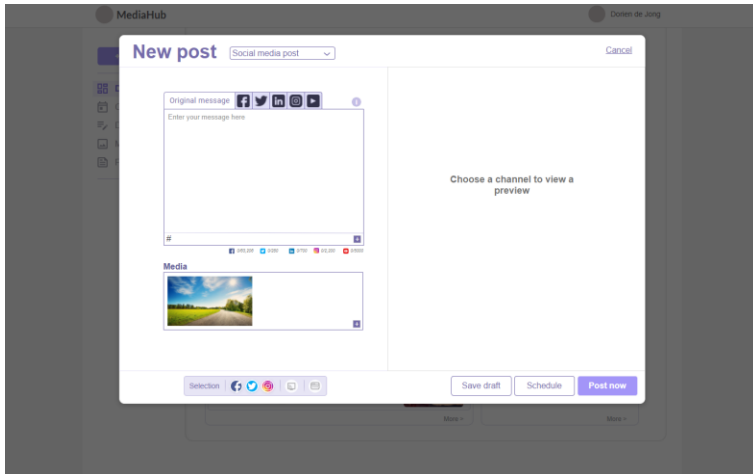 MediaHub
Dorien de Jong
New post
Social media post
Cancel
Original message
Enter your message here
Choose a channel to view a
preview
#
Media
Selection
Save draft
Schedule
Post now
More >
More >